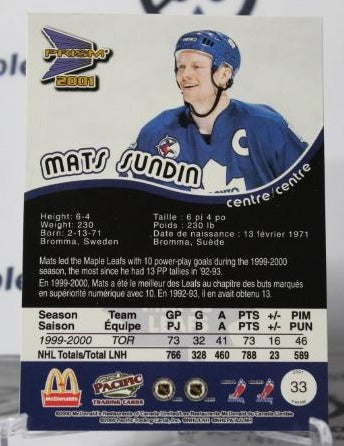 PRISM
2001
C
MATS SUNDIN
centre/centre
Height: 6-4
Weight: 230
Born: 2-13-71
Bromma, Sweden
Taille : 6 pi 4 po
Poids : 230 lb
Date de naissance : 13 février 1971
Bromma, Suède
Mats led the Maple Leafs with 10 power-play goals during the 1999-2000
season, the most since he had 13 PP tallies in '92-93.
En 1999-2000, Mats a été le meilleur des Leafs au chapitre des buts marqués
en supériorité numérique avec 10. En 1992-93, il en avait obtenu 13.
Season Team GP G A PTS +/- PIM
Saison Équipe PJ B A PTS +/- PUN
1999-2000 TOR 73 32 41 73 16 46
NHL Totals/Total LNH 766 328 460 788 23 589
McDonald's
PACIFIC
TRADING CARDS
33